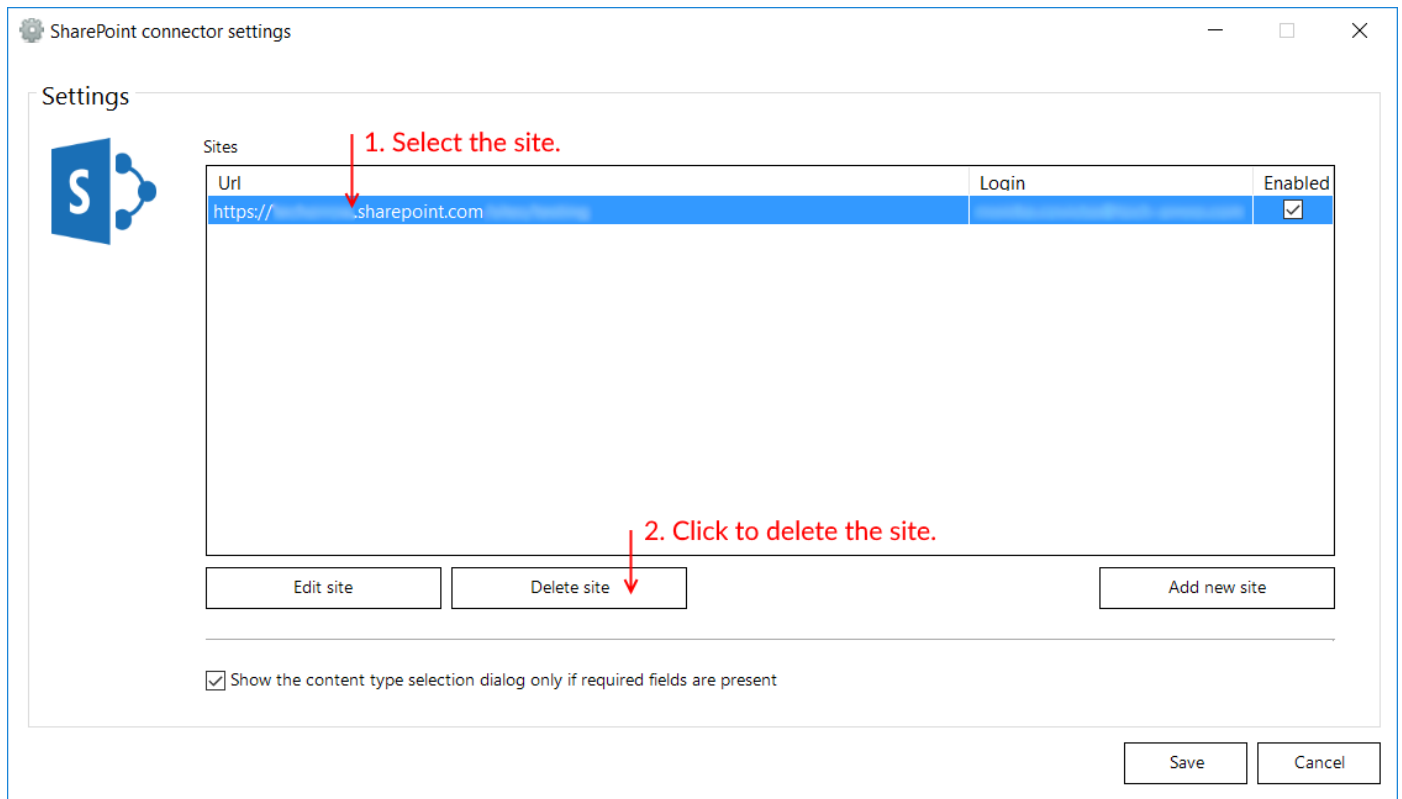 SharePoint connector settings
Settings
1. Select the site.
Sites
S
Url Login Enabled
https:// .sharepoint.com
2. Click to delete the site.
Edit site Delete site Add new site
Show the content type selection dialog only if required fields are present
Save Cancel